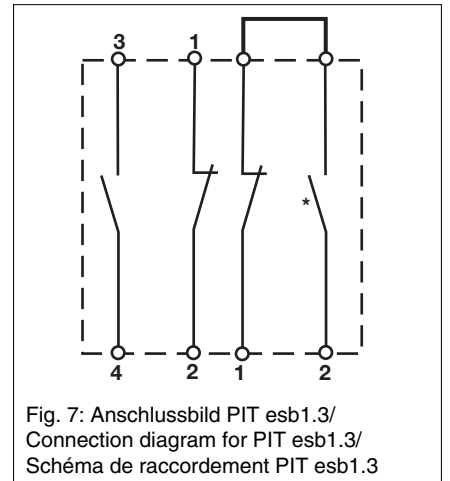 3 1
*
4 2 1 2
Fig. 7: Anschlussbild PIT esb1.3/
Connection diagram for PIT esb1.3/
Schéma de raccordement PIT esb1.3